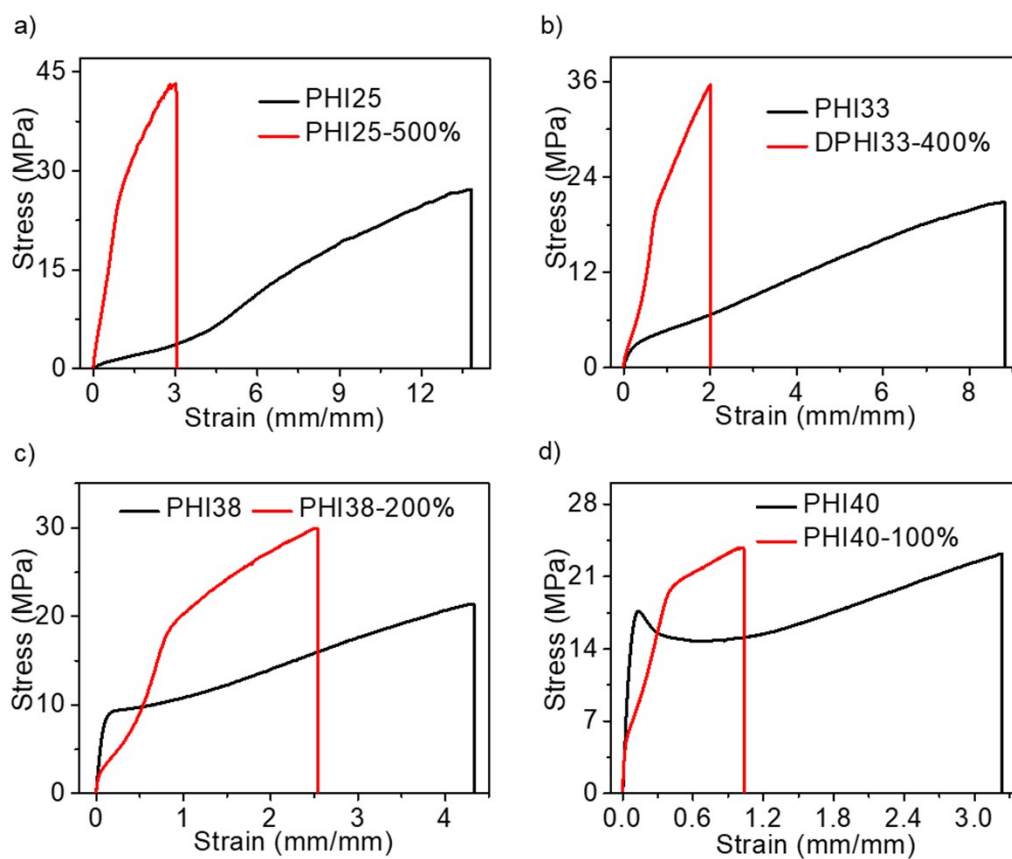 a)
45
30
15
0
Stress (MPa)
PHI25
PHI25-500%
0 3 6 9 12
Strain (mm/mm)
b)
36
24
12
0
Stress (MPa)
PHI33
DPHI33-400%
0 2 4 6 8
Strain (mm/mm)
c)
30
20
10
0
Stress (MPa)
PHI38 PHI38-200%
0 1 2 3 4
Strain (mm/mm)
d)
28
21
14
7
0
Stress (MPa)
PHI40
PHI40-100%
0.0 0.6 1.2 1.8 2.4 3.0
Strain (mm/mm)